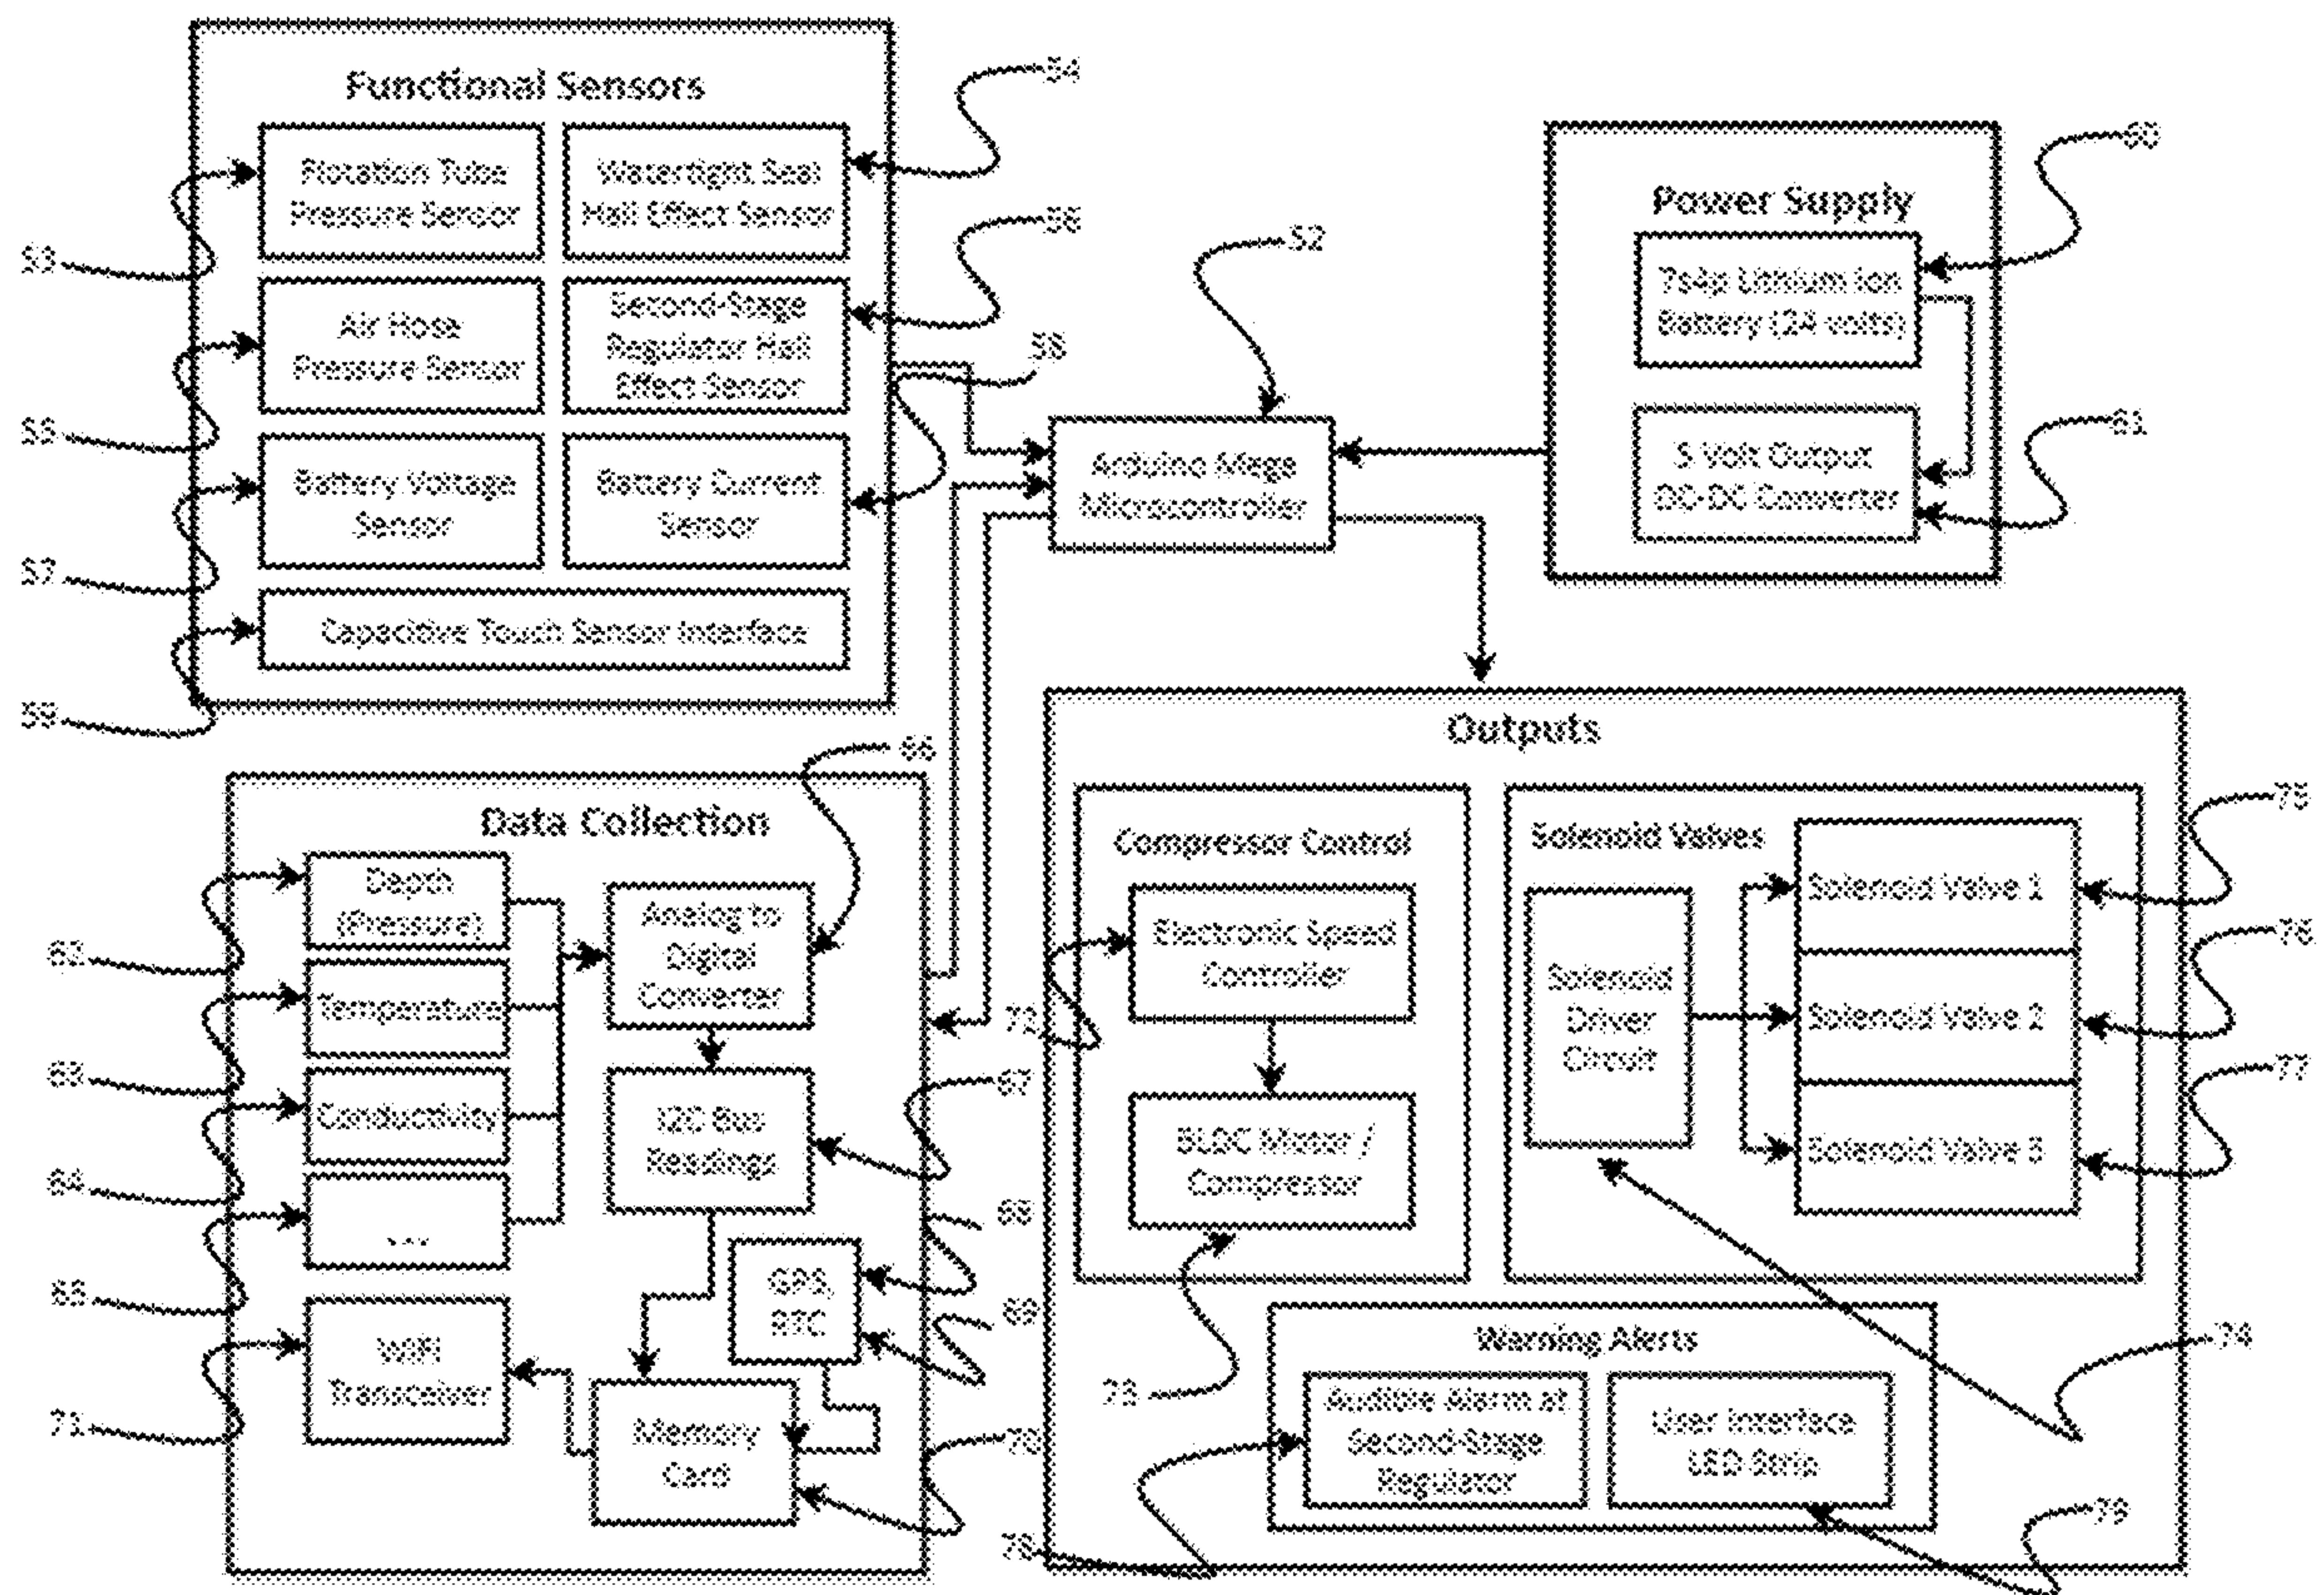 Functional Sensors
Flotation Tube
Pressure Sensor
Watertight Seal
Hall Effect Sensor
Air Hose
Pressure Sensor
Second-Stage
Regulator Hall
Effect Sensor
Battery Voltage
Sensor
Battery Current
Sensor
Capacitive Touch Sensor Interface
53
54
55
56
57
58
59
52
Arduino Mega
Microcontroller
Power Supply
7s4p Lithium Ion
Battery (24 volts)
5 Volt Output
DC-DC Converter
60
61
Data Collection
Depth
(Pressure)
Temperature
Conductivity
...
WiFi
Transceiver
Analog to
Digital
Converter
I2C Bus
Readings
GPS,
RTC
Memory
Card
62
63
64
65
71
66
67
68
69
70
Outputs
Compressor Control
Electronic Speed
Controller
BLDC Motor /
Compressor
73
Solenoid Valves
Solenoid
Driver
Circuit
Solenoid Valve 1
Solenoid Valve 2
Solenoid Valve 3
75
76
77
74
Warning Alerts
Audible Alarm at
Second-Stage
Regulator
User Interface
LED Strip
78
79